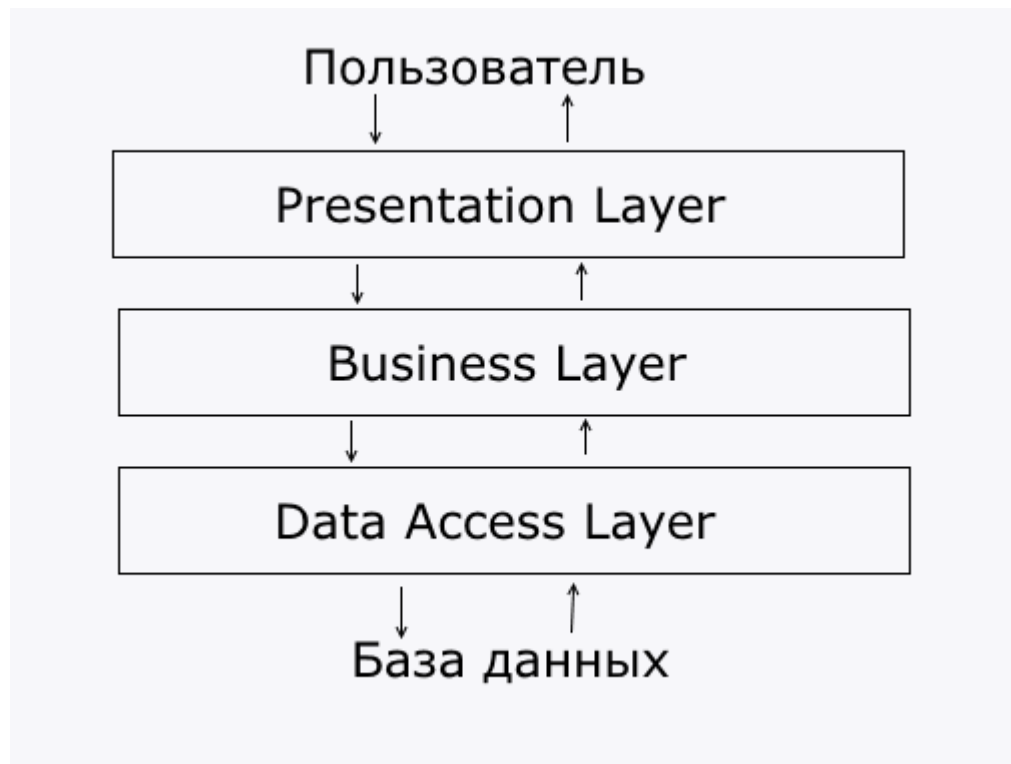 Пользователь
Presentation Layer
Business Layer
Data Access Layer
База данных